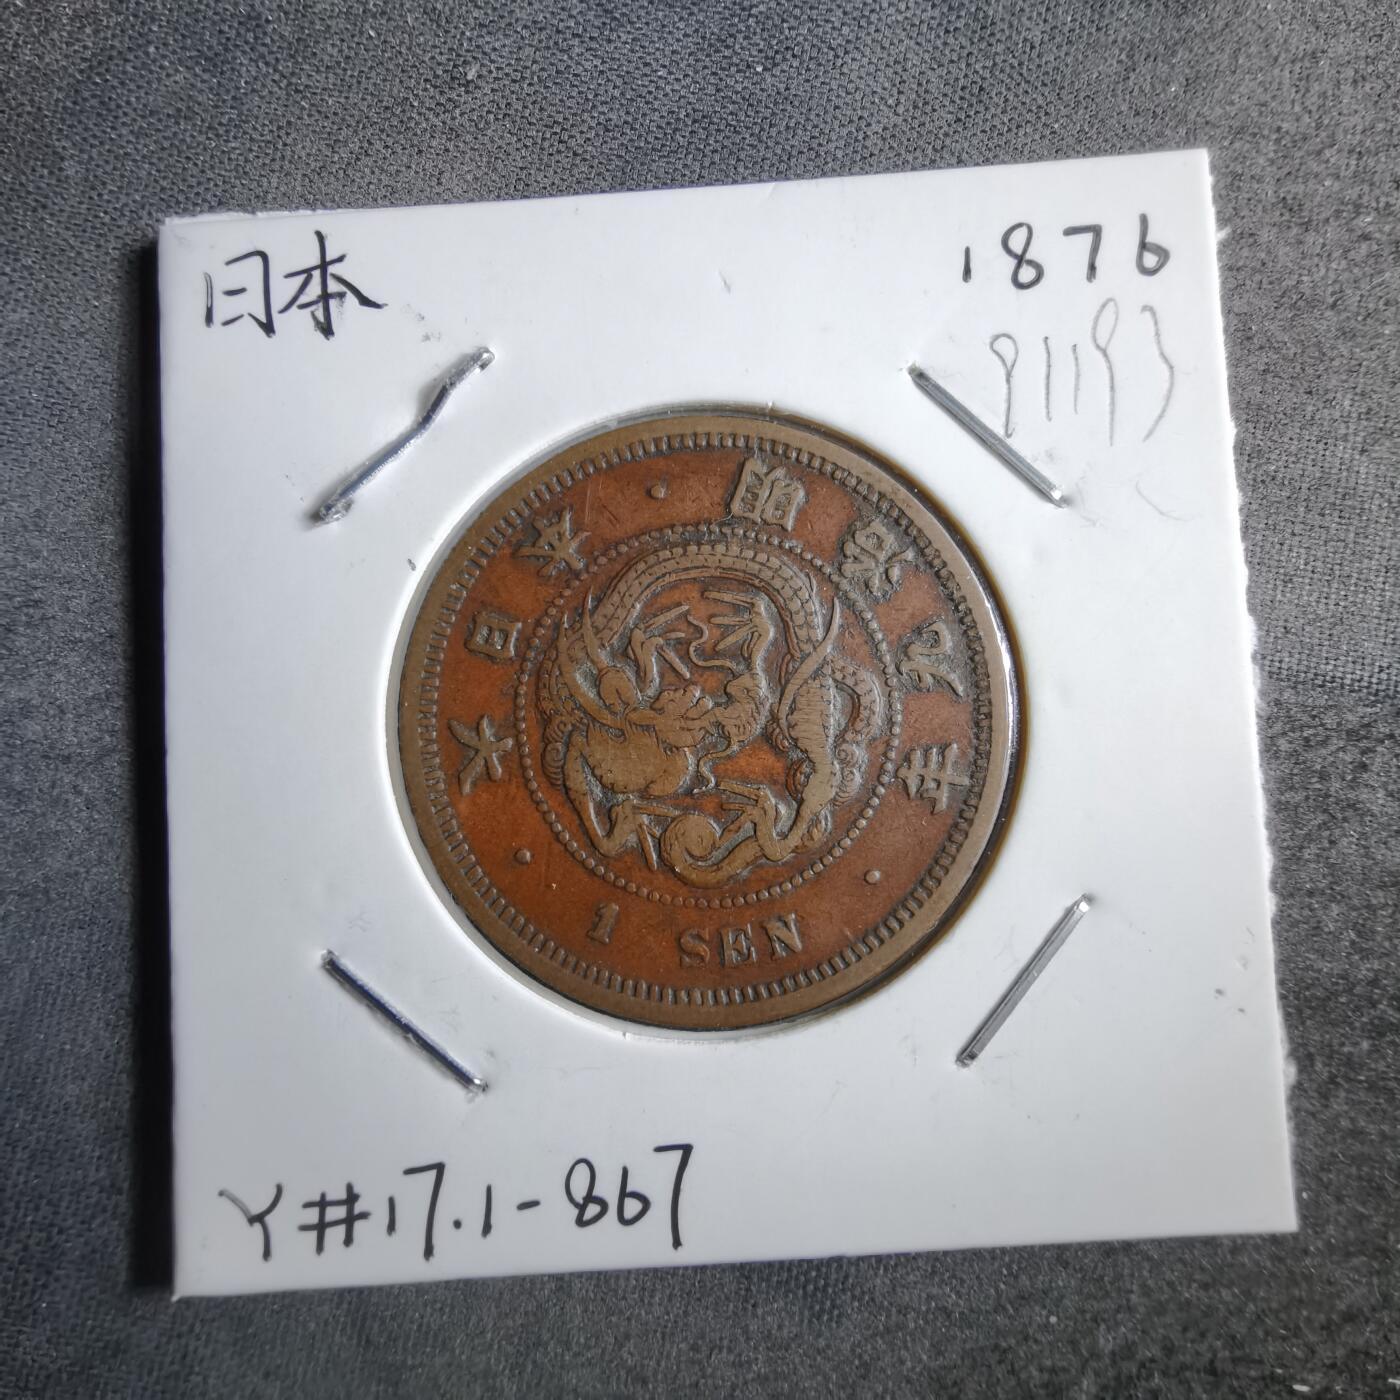 日本
1876
91193
大日本・明治九年・
1 SEN
Y#17.1-867